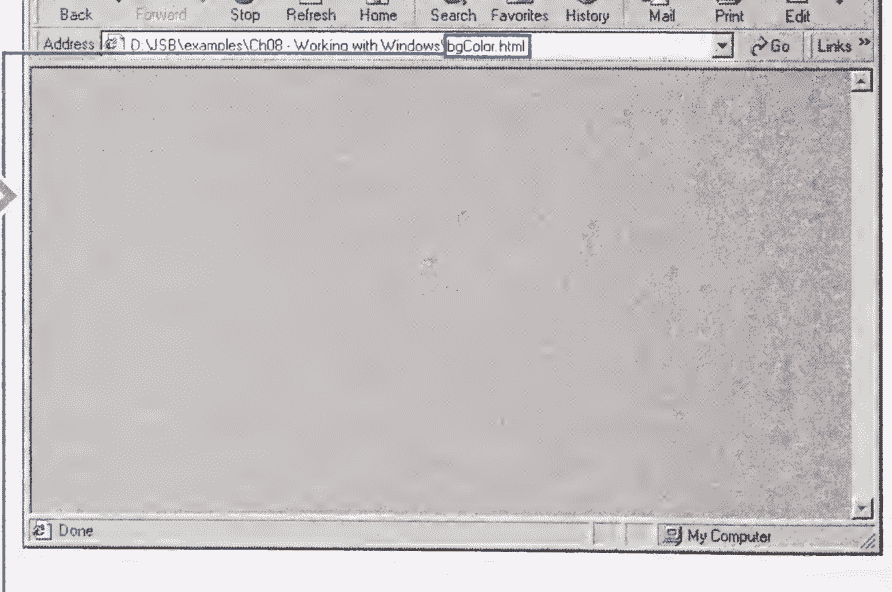 Back Forward Stop Refresh Home Search Favorites History Mail Print Edit
Address D:\JSB\examples\Ch08 - Working with Windows\bgColor.html Go Links »
Done My Computer